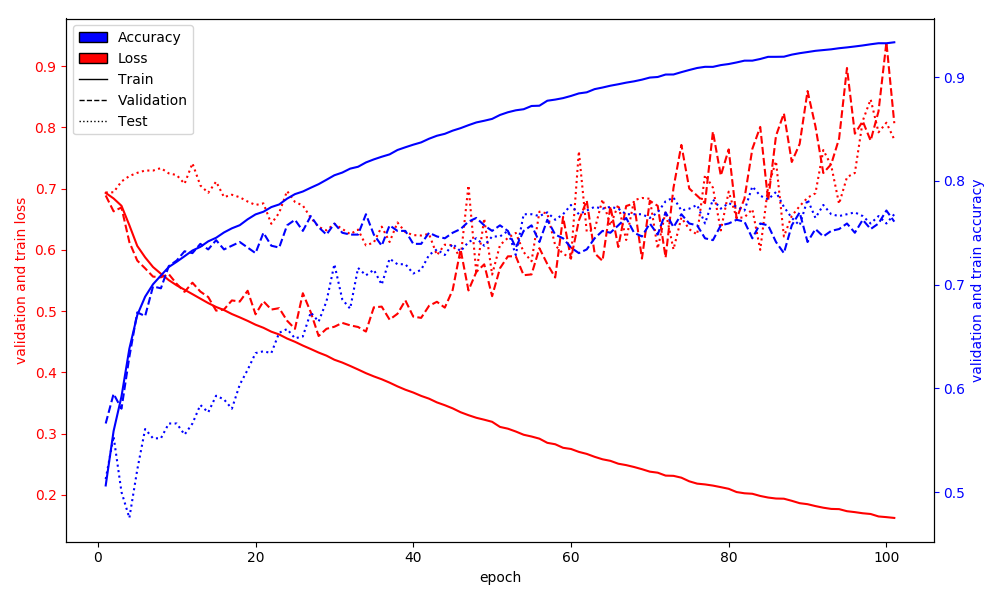 Accuracy
Loss
Train
Validation
Test
validation and train loss
0.9
0.8
0.7
0.6
0.5
0.4
0.3
0.2
0.9
0.8
0.7
0.6
0.5
validation and train accuracy
0 20 40 60 80 100
epoch